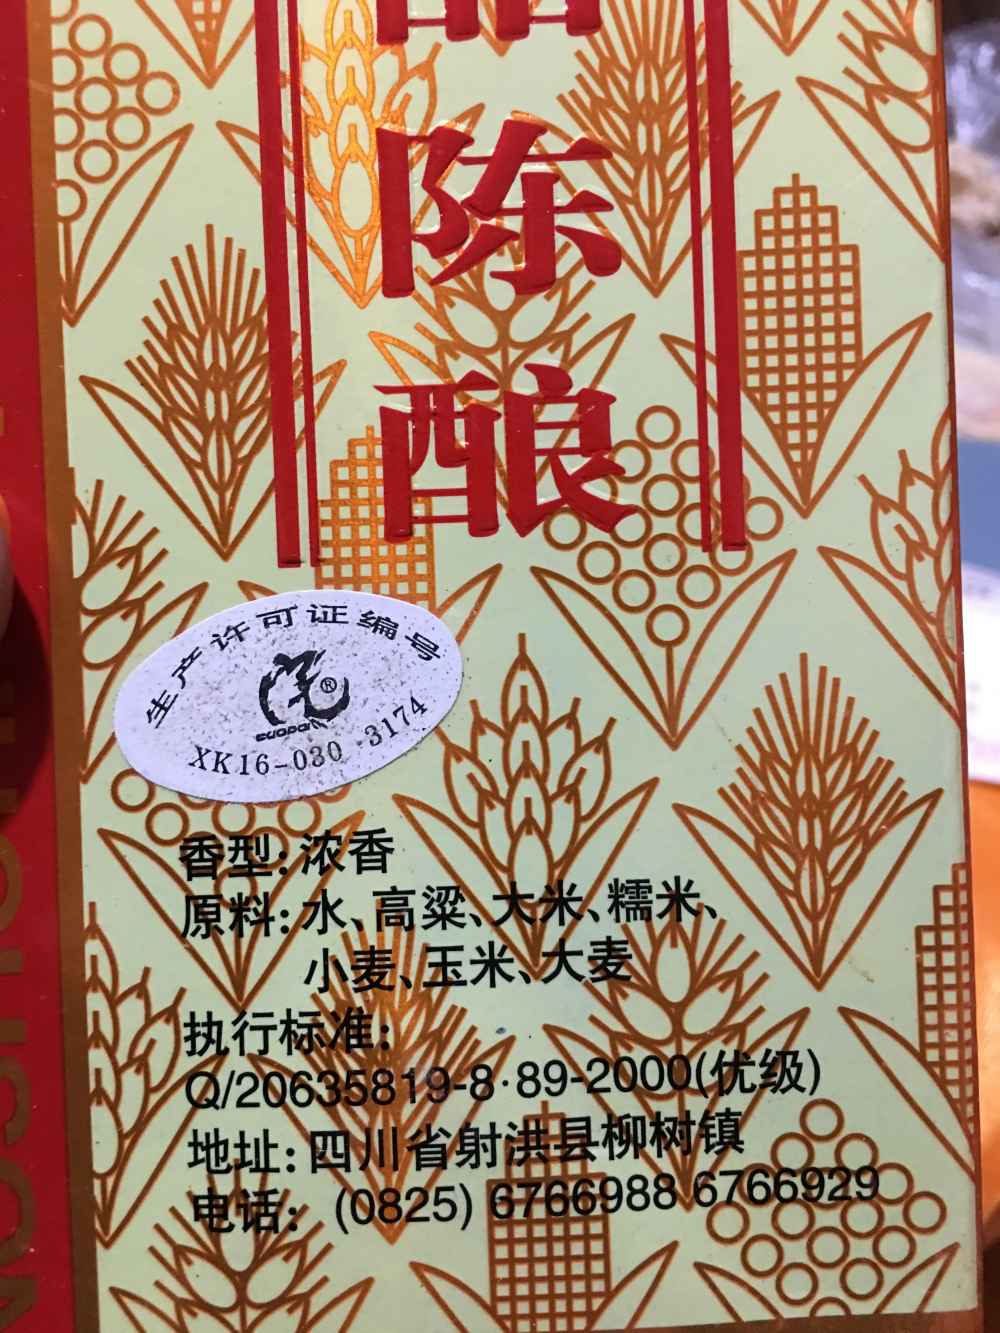 品
陈
酿
生产许可证编号
®
XK16-030 3174
香型：浓香
原料：水、高粱、大米、糯米、
小麦、玉米、大麦
执行标准：
Q/20635819-8·89-2000(优级)
地址：四川省射洪县柳树镇
电话：(0825) 6766988 6766929